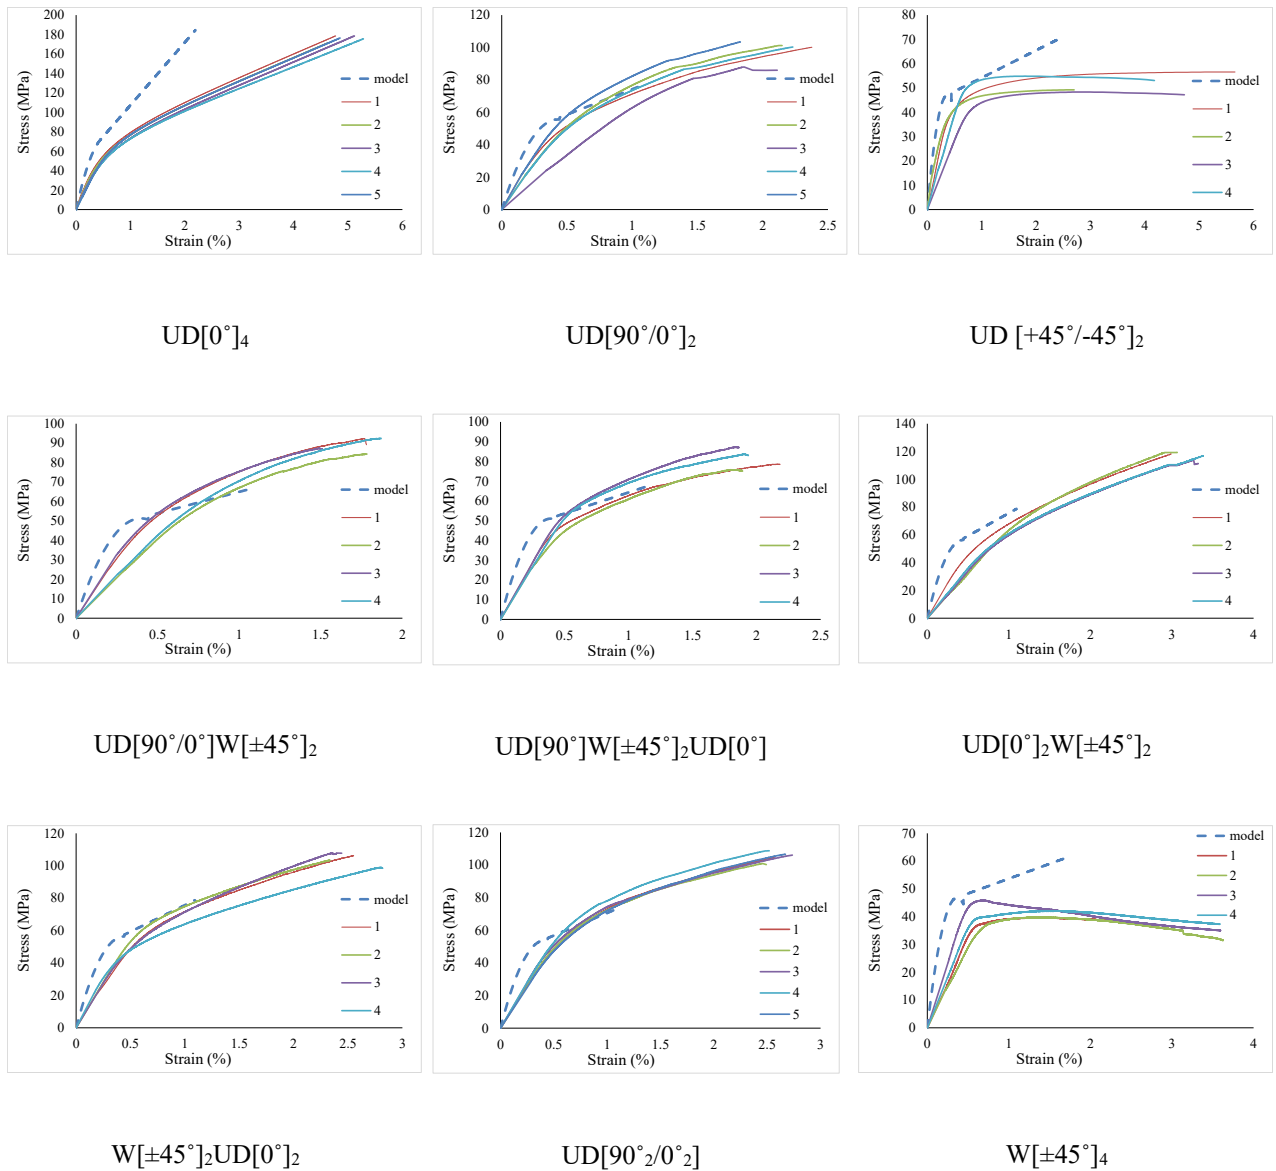 200
180
160
140
120
100
80
60
40
20
0
Stress (MPa)
0 1 2 3 4 5 6
Strain (%)
model
1
2
3
4
5
UD[0˚]4
120
100
80
60
40
20
0
Stress (MPa)
0 0.5 1 1.5 2 2.5
Strain (%)
model
1
2
3
4
5
UD[90˚/0˚]2
80
70
60
50
40
30
20
10
0
Stress (MPa)
0 1 2 3 4 5 6
Strain (%)
model
1
2
3
4
UD [+45˚/-45˚]2
100
90
80
70
60
50
40
30
20
10
0
Stress (MPa)
0 0.5 1 1.5 2
Strain (%)
model
1
2
3
4
UD[90˚/0˚]W[±45˚]2
100
90
80
70
60
50
40
30
20
10
0
Stress (MPa)
0 0.5 1 1.5 2 2.5
Strain (%)
model
1
2
3
4
UD[90˚]W[±45˚]2UD[0˚]
140
120
100
80
60
40
20
0
Stress (MPa)
0 1 2 3 4
Strain (%)
model
1
2
3
4
UD[0˚]2W[±45˚]2
120
100
80
60
40
20
0
Stress (MPa)
0 0.5 1 1.5 2 2.5 3
Strain (%)
model
1
2
3
4
W[±45˚]2UD[0˚]2
120
100
80
60
40
20
0
Stress (MPa)
0 0.5 1 1.5 2 2.5 3
Strain (%)
model
1
2
3
4
5
UD[90˚2/0˚2]
70
60
50
40
30
20
10
0
Stress (MPa)
0 1 2 3 4
Strain (%)
model
1
2
3
4
W[±45˚]4